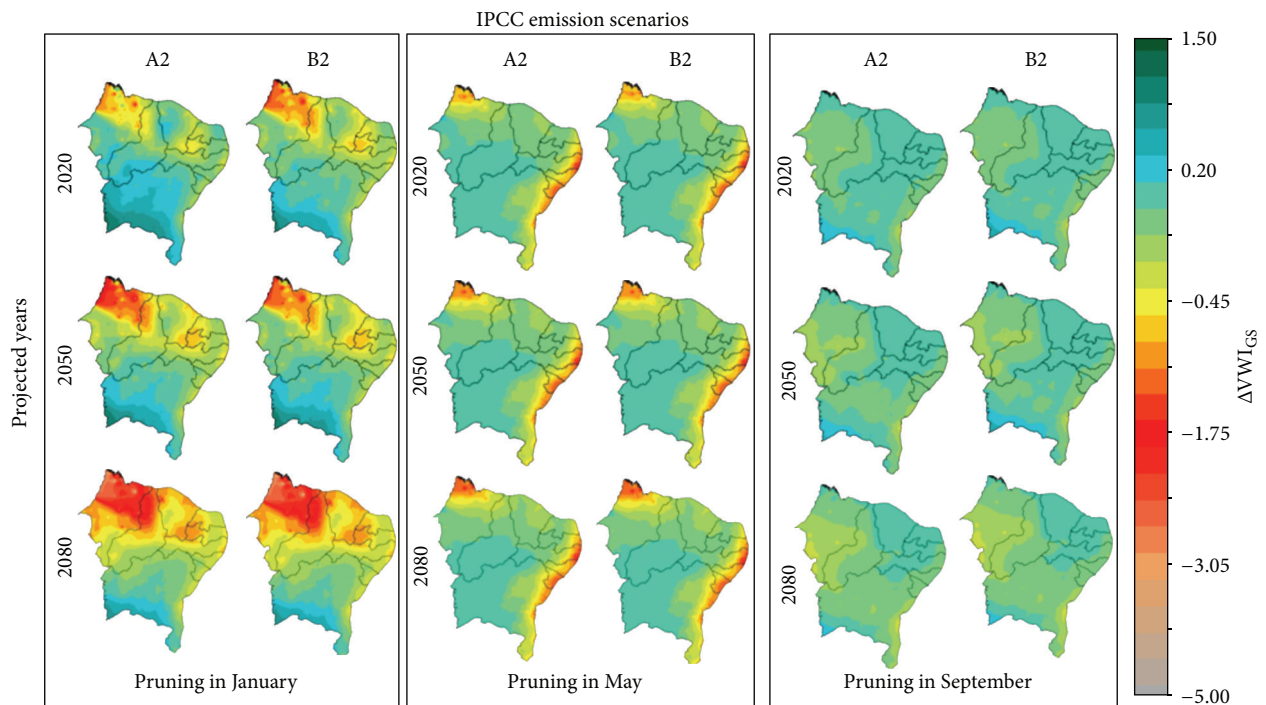 IPCC emission scenarios
A2 B2 A2 B2 A2 B2
Projected years
2020 2020 2020
2050 2050 2050
2080 2080 2080
Pruning in January Pruning in May Pruning in September
1.50
0.20
−0.45
−1.75
−3.05
−5.00
ΔVWI_GS